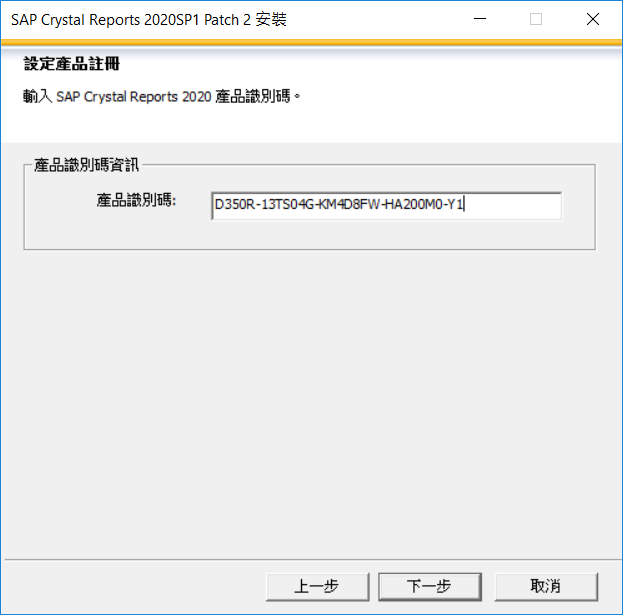 SAP Crystal Reports 2020SP1 Patch 2 安裝
設定產品註冊
輸入 SAP Crystal Reports 2020 產品識別碼。
產品識別碼資訊
產品識別碼:
D350R-13TS04G-KM4D8FW-HA200M0-Y1
上一步
下一步
取消